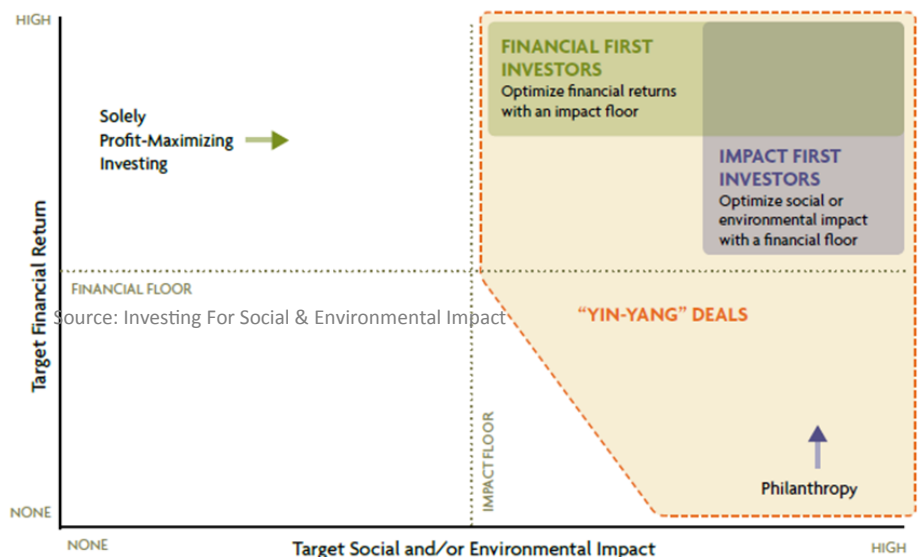 HIGH
FINANCIAL FIRST
INVESTORS
Optimize financial returns
with an impact floor
Solely
Profit-Maximizing
Investing
IMPACT FIRST
INVESTORS
Optimize social or
environmental impact
with a financial floor
Target Financial Return
FINANCIAL FLOOR
Source: Investing For Social & Environmental Impact
“YIN-YANG” DEALS
IMPACT FLOOR
Philanthropy
NONE
NONE
Target Social and/or Environmental Impact
HIGH